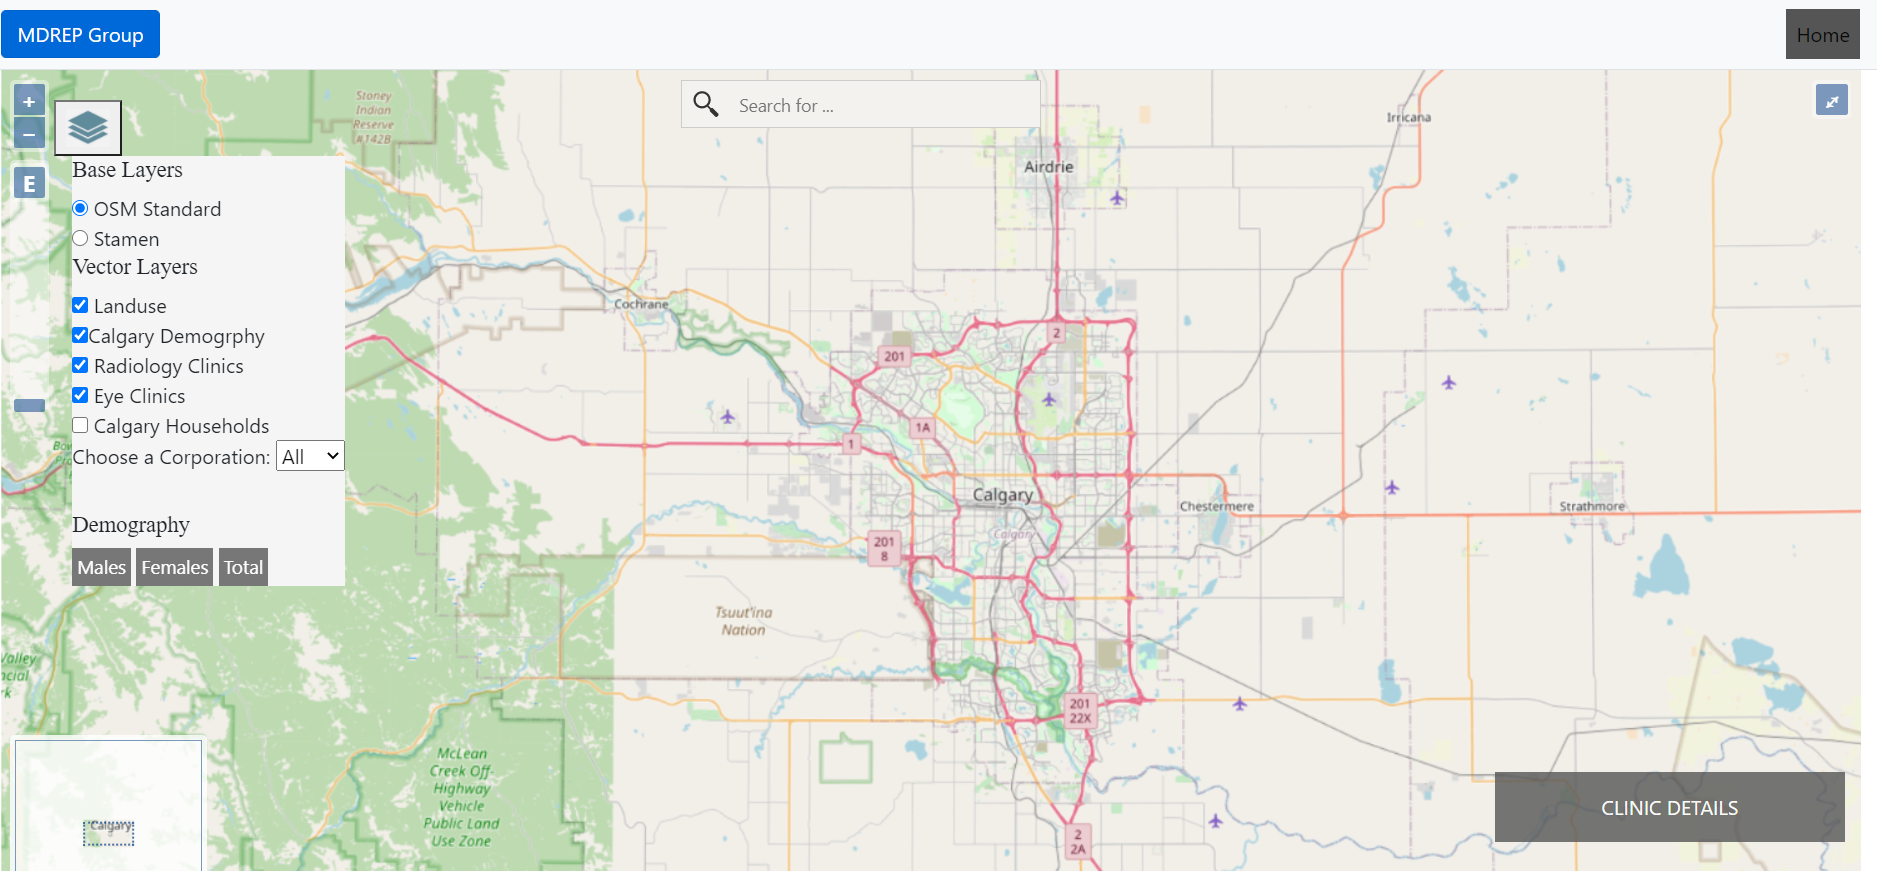 MDREP Group
Home
+
−
E
Search for ...
Base Layers
OSM Standard
Stamen
Vector Layers
Landuse
Calgary Demogrphy
Radiology Clinics
Eye Clinics
Calgary Households
Choose a Corporation: All
Demography
Males Females Total
Stoney
Indian
Reserve
#142B
Irricana
Airdrie
Cochrane
2
201
1A
1
Calgary
Calgary
Chestermere
Strathmore
201
8
Tsuut'ina
Nation
Valley
201
22X
McLean
Creek Off-
Highway
Vehicle
Public Land
Use Zone
2
2A
Calgary
CLINIC DETAILS